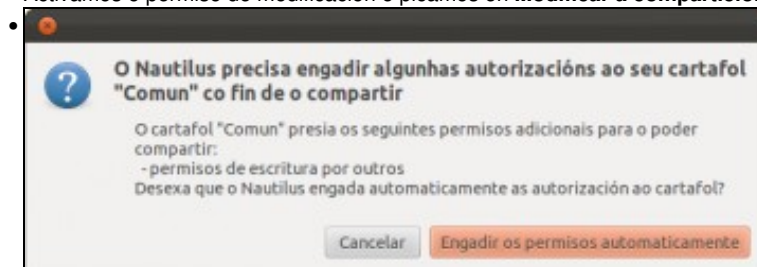 Activamos o permiso de modificación e picamos en modificar a compartición
O Nautilus precisa engadir algunhas autorizacións ao seu cartafol
"Comun" co fin de o compartir
O cartafol "Comun" presia os seguintes permisos adicionais para o poder
compartir:
- permisos de escritura por outros
Desexa que o Nautilus engada automaticamente as autorización ao cartafol?
Cancelar
Engadir os permisos automaticamente